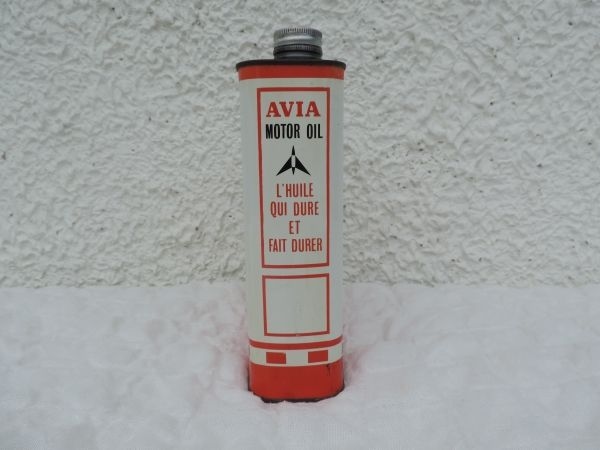 AVIA
MOTOR OIL
L'HUILE
QUI DURE
ET
FAIT DURER